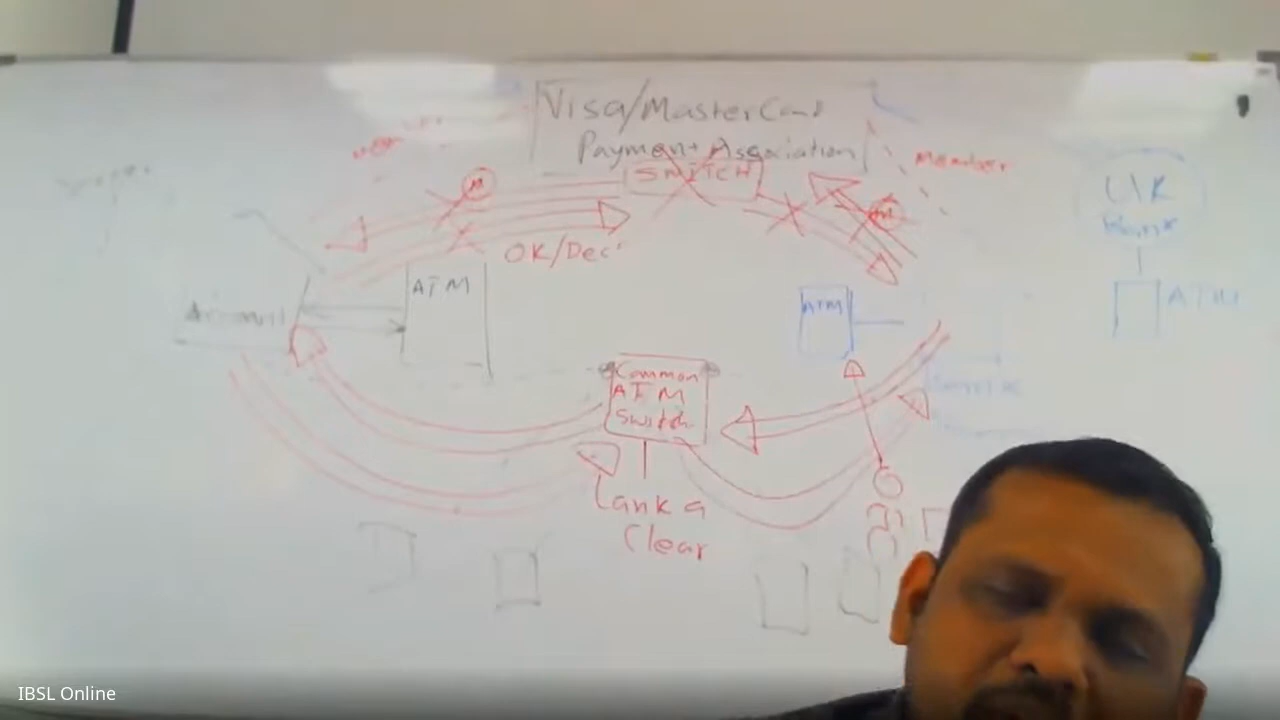 Visa/MasterCard
Payment Association
SWITCH
Member
M
M
OK/Dec'
U/K
Bank
ATM
ATM
ATM
Account
Common
ATM
Switch
Lanka
Clear
IBSL Online